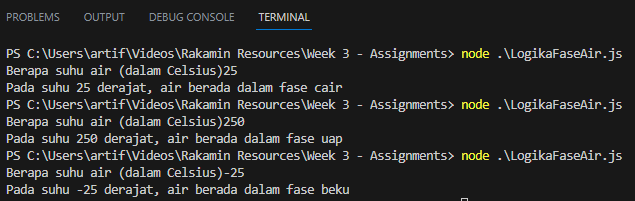 PROBLEMS OUTPUT DEBUG CONSOLE TERMINAL
PS C:\Users\artif\Videos\Rakamin Resources\Week 3 - Assignments> node .\LogikaFaseAir.js
Berapa suhu air (dalam Celsius)25
Pada suhu 25 derajat, air berada dalam fase cair
PS C:\Users\artif\Videos\Rakamin Resources\Week 3 - Assignments> node .\LogikaFaseAir.js
Berapa suhu air (dalam Celsius)250
Pada suhu 250 derajat, air berada dalam fase uap
PS C:\Users\artif\Videos\Rakamin Resources\Week 3 - Assignments> node .\LogikaFaseAir.js
Berapa suhu air (dalam Celsius)-25
Pada suhu -25 derajat, air berada dalam fase beku